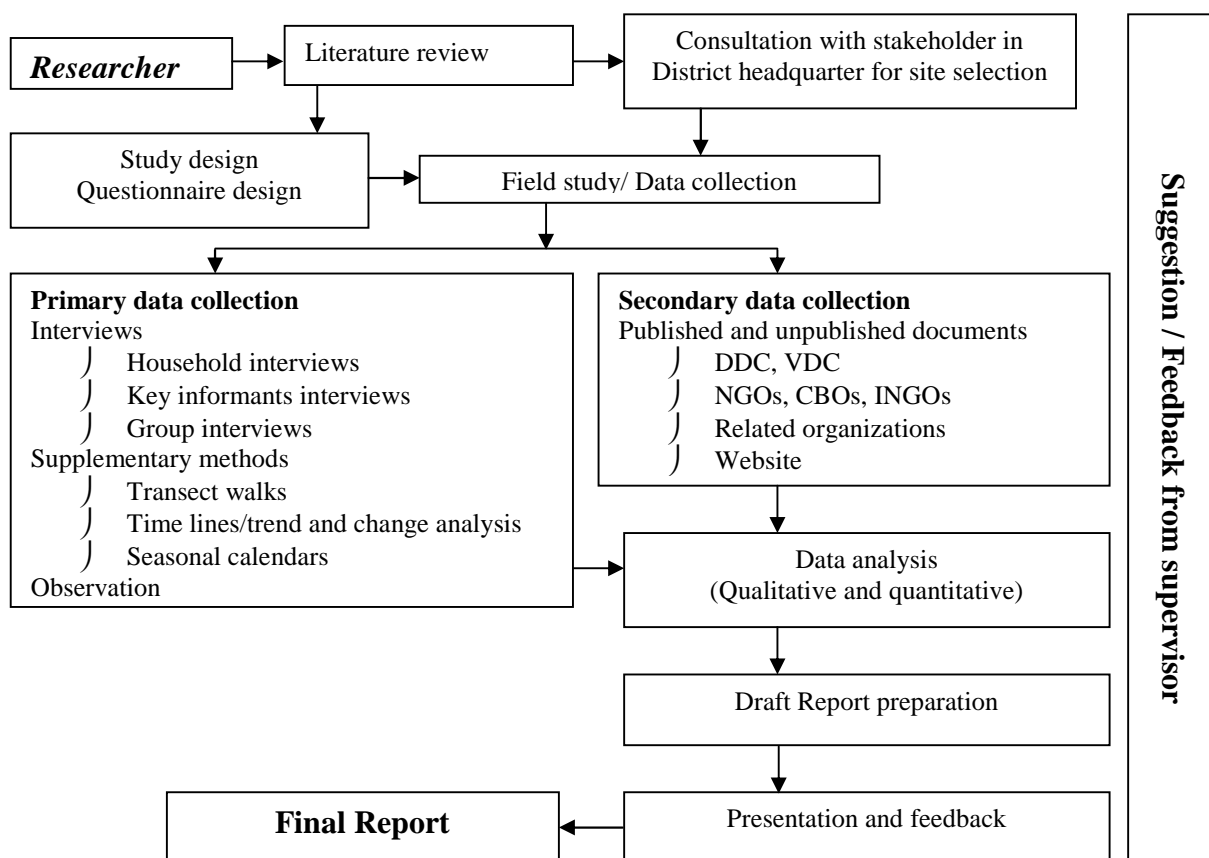 Researcher
Literature review
Consultation with stakeholder in
District headquarter for site selection
Study design
Questionnaire design
Field study/ Data collection
Primary data collection
Interviews
Household interviews
Key informants interviews
Group interviews
Supplementary methods
Transect walks
Time lines/trend and change analysis
Seasonal calendars
Observation
Secondary data collection
Published and unpublished documents
DDC, VDC
NGOs, CBOs, INGOs
Related organizations
Website
Data analysis
(Qualitative and quantitative)
Draft Report preparation
Presentation and feedback
Final Report
Suggestion / Feedback from supervisor